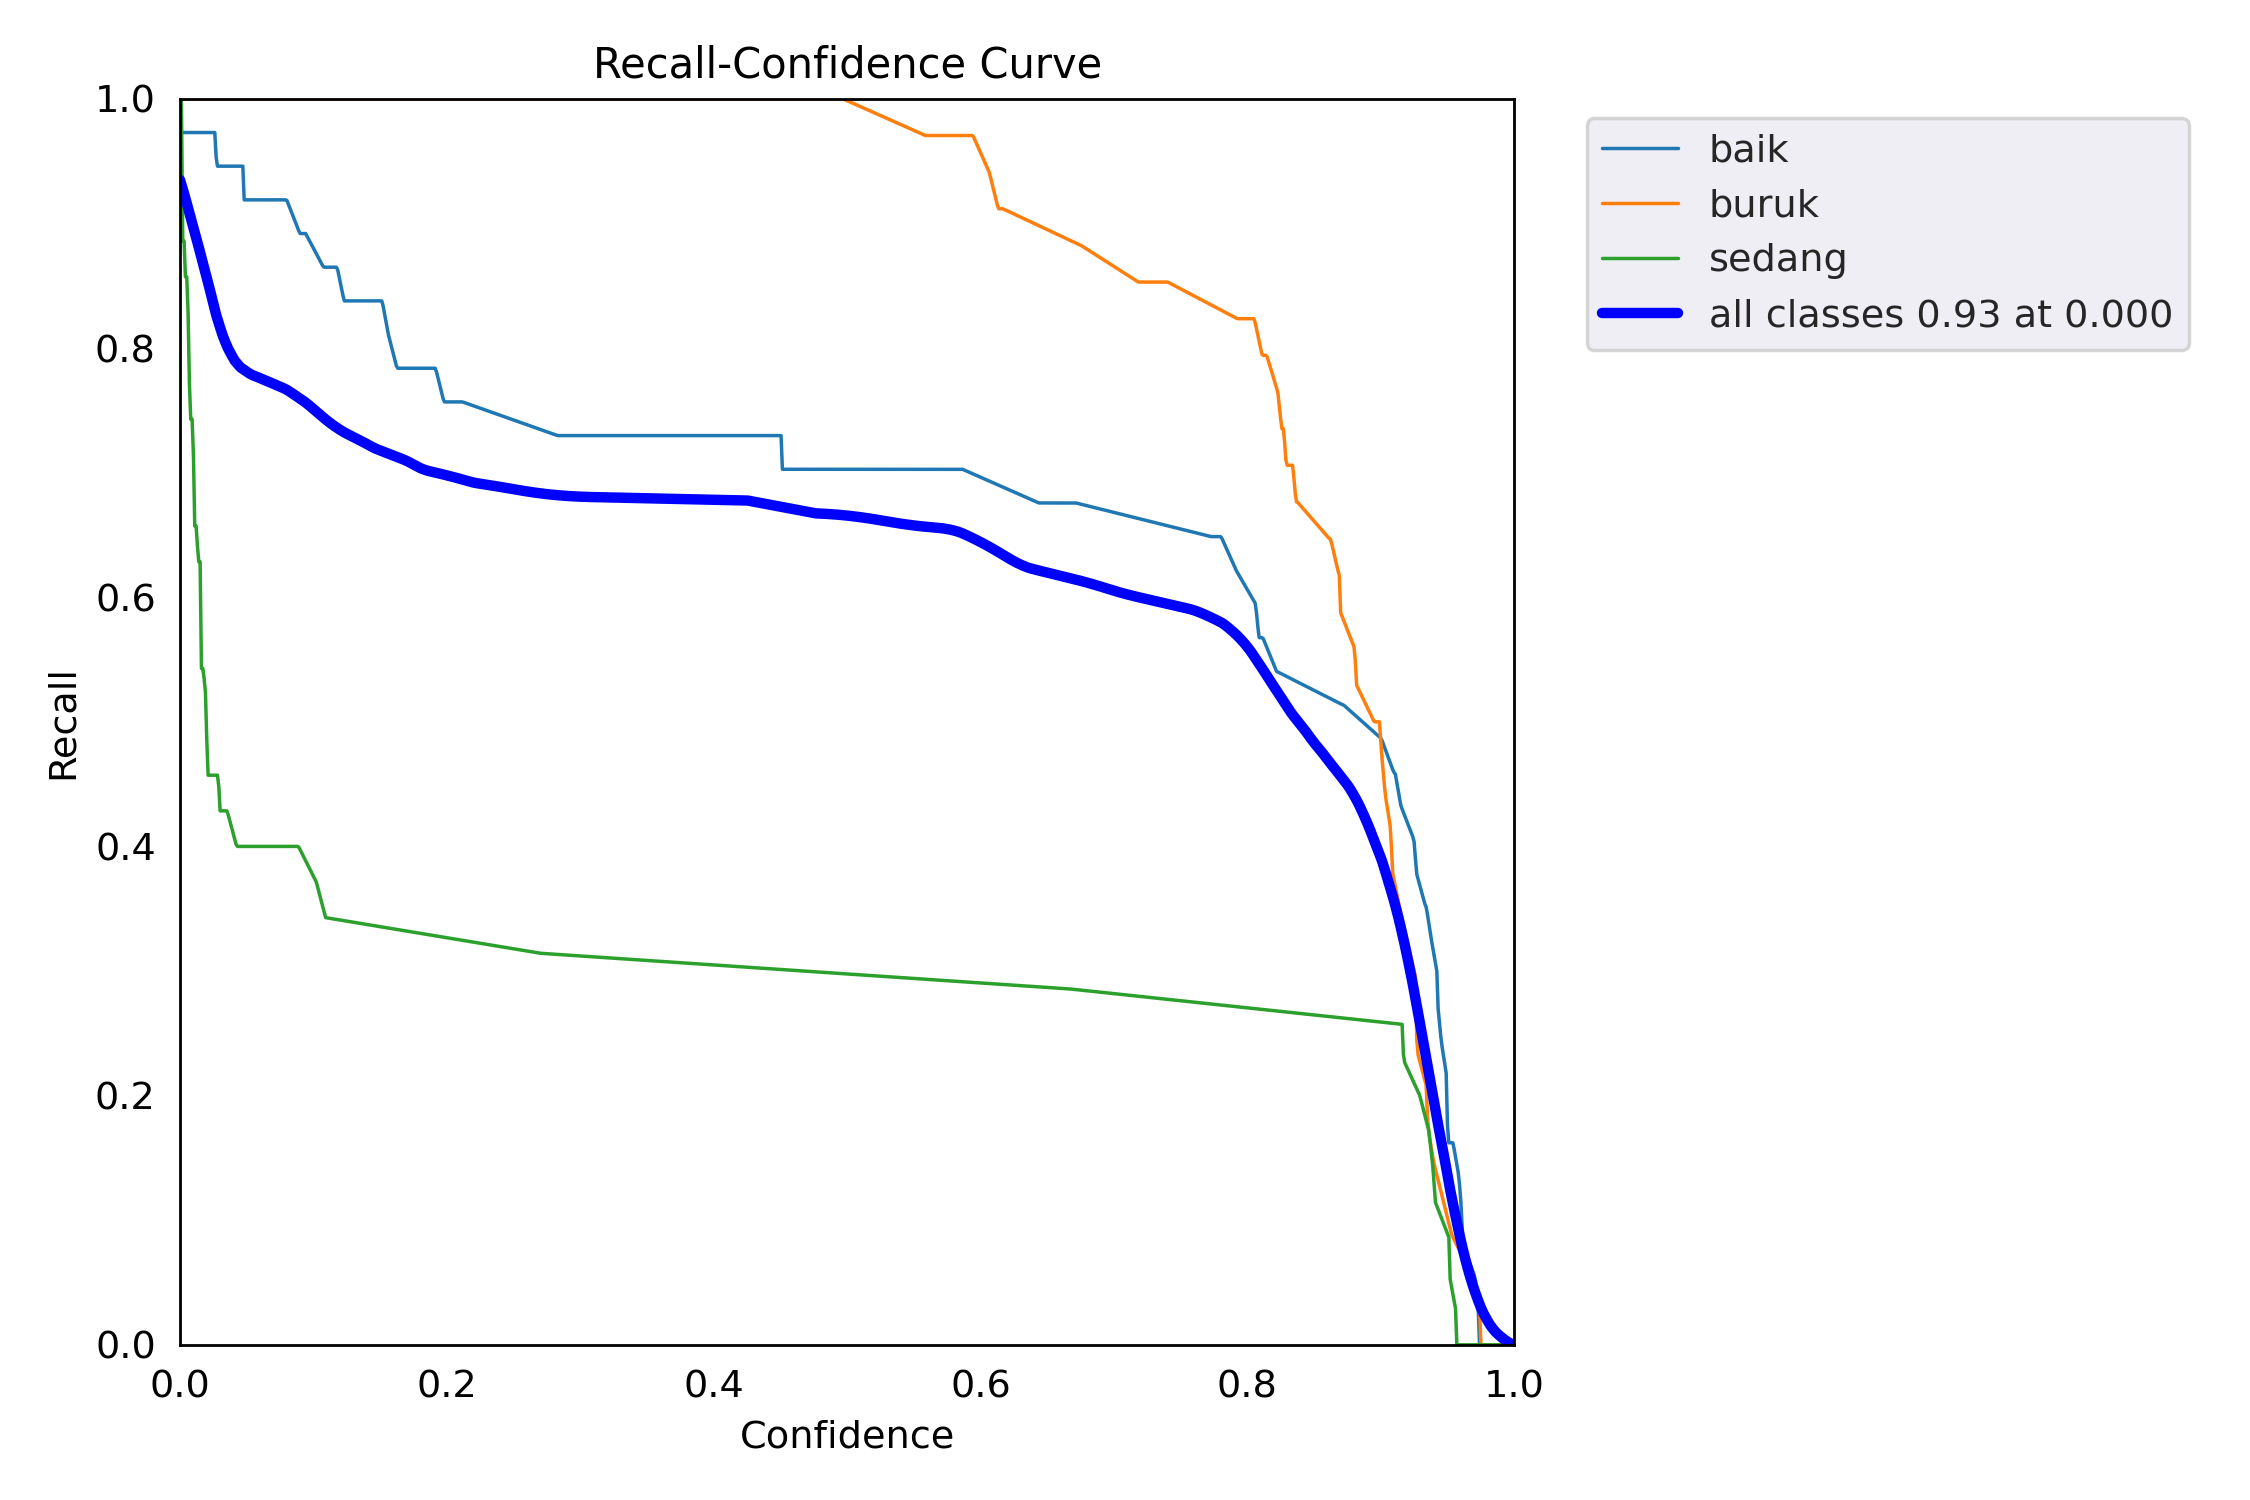 Recall-Confidence Curve
1.0
0.8
0.6
0.4
0.2
0.0
Recall
0.0 0.2 0.4 0.6 0.8 1.0
Confidence
baik
buruk
sedang
all classes 0.93 at 0.000